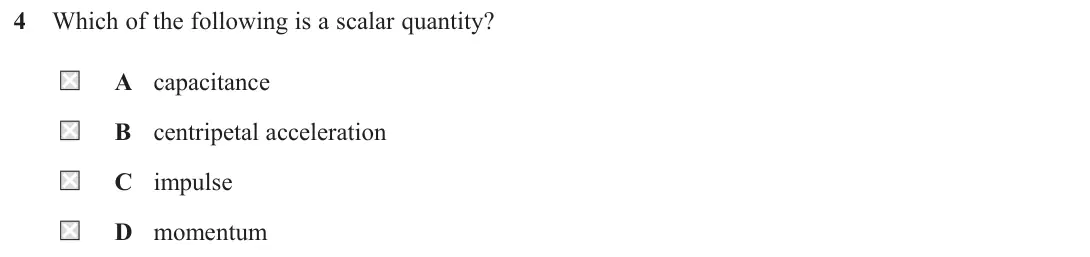 4 Which of the following is a scalar quantity?
A capacitance
B centripetal acceleration
C impulse
D momentum